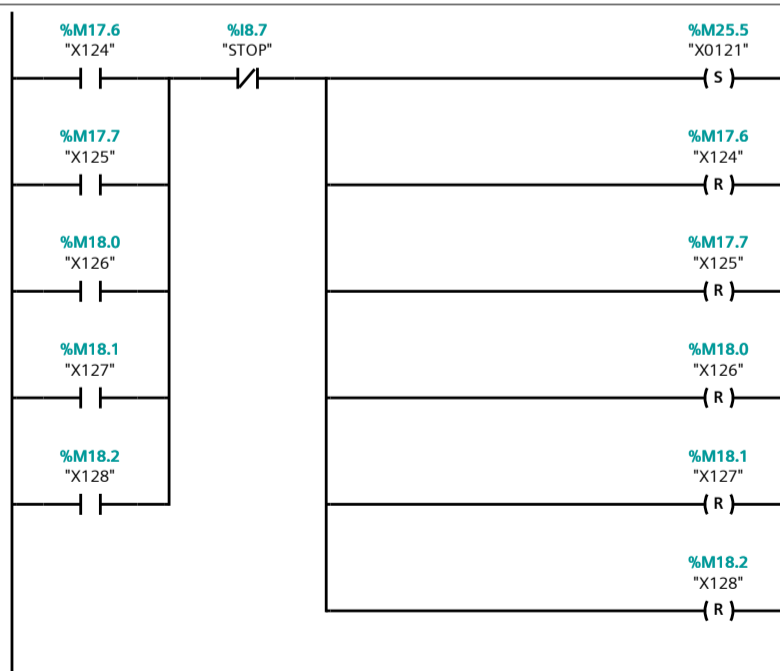 %M17.6 %I8.7 %M25.5
"X124" "STOP" "X0121"
S
%M17.7 %M17.6
"X125" "X124"
R
%M18.0 %M17.7
"X126" "X125"
R
%M18.1 %M18.0
"X127" "X126"
R
%M18.2 %M18.1
"X128" "X127"
R
%M18.2
"X128"
R